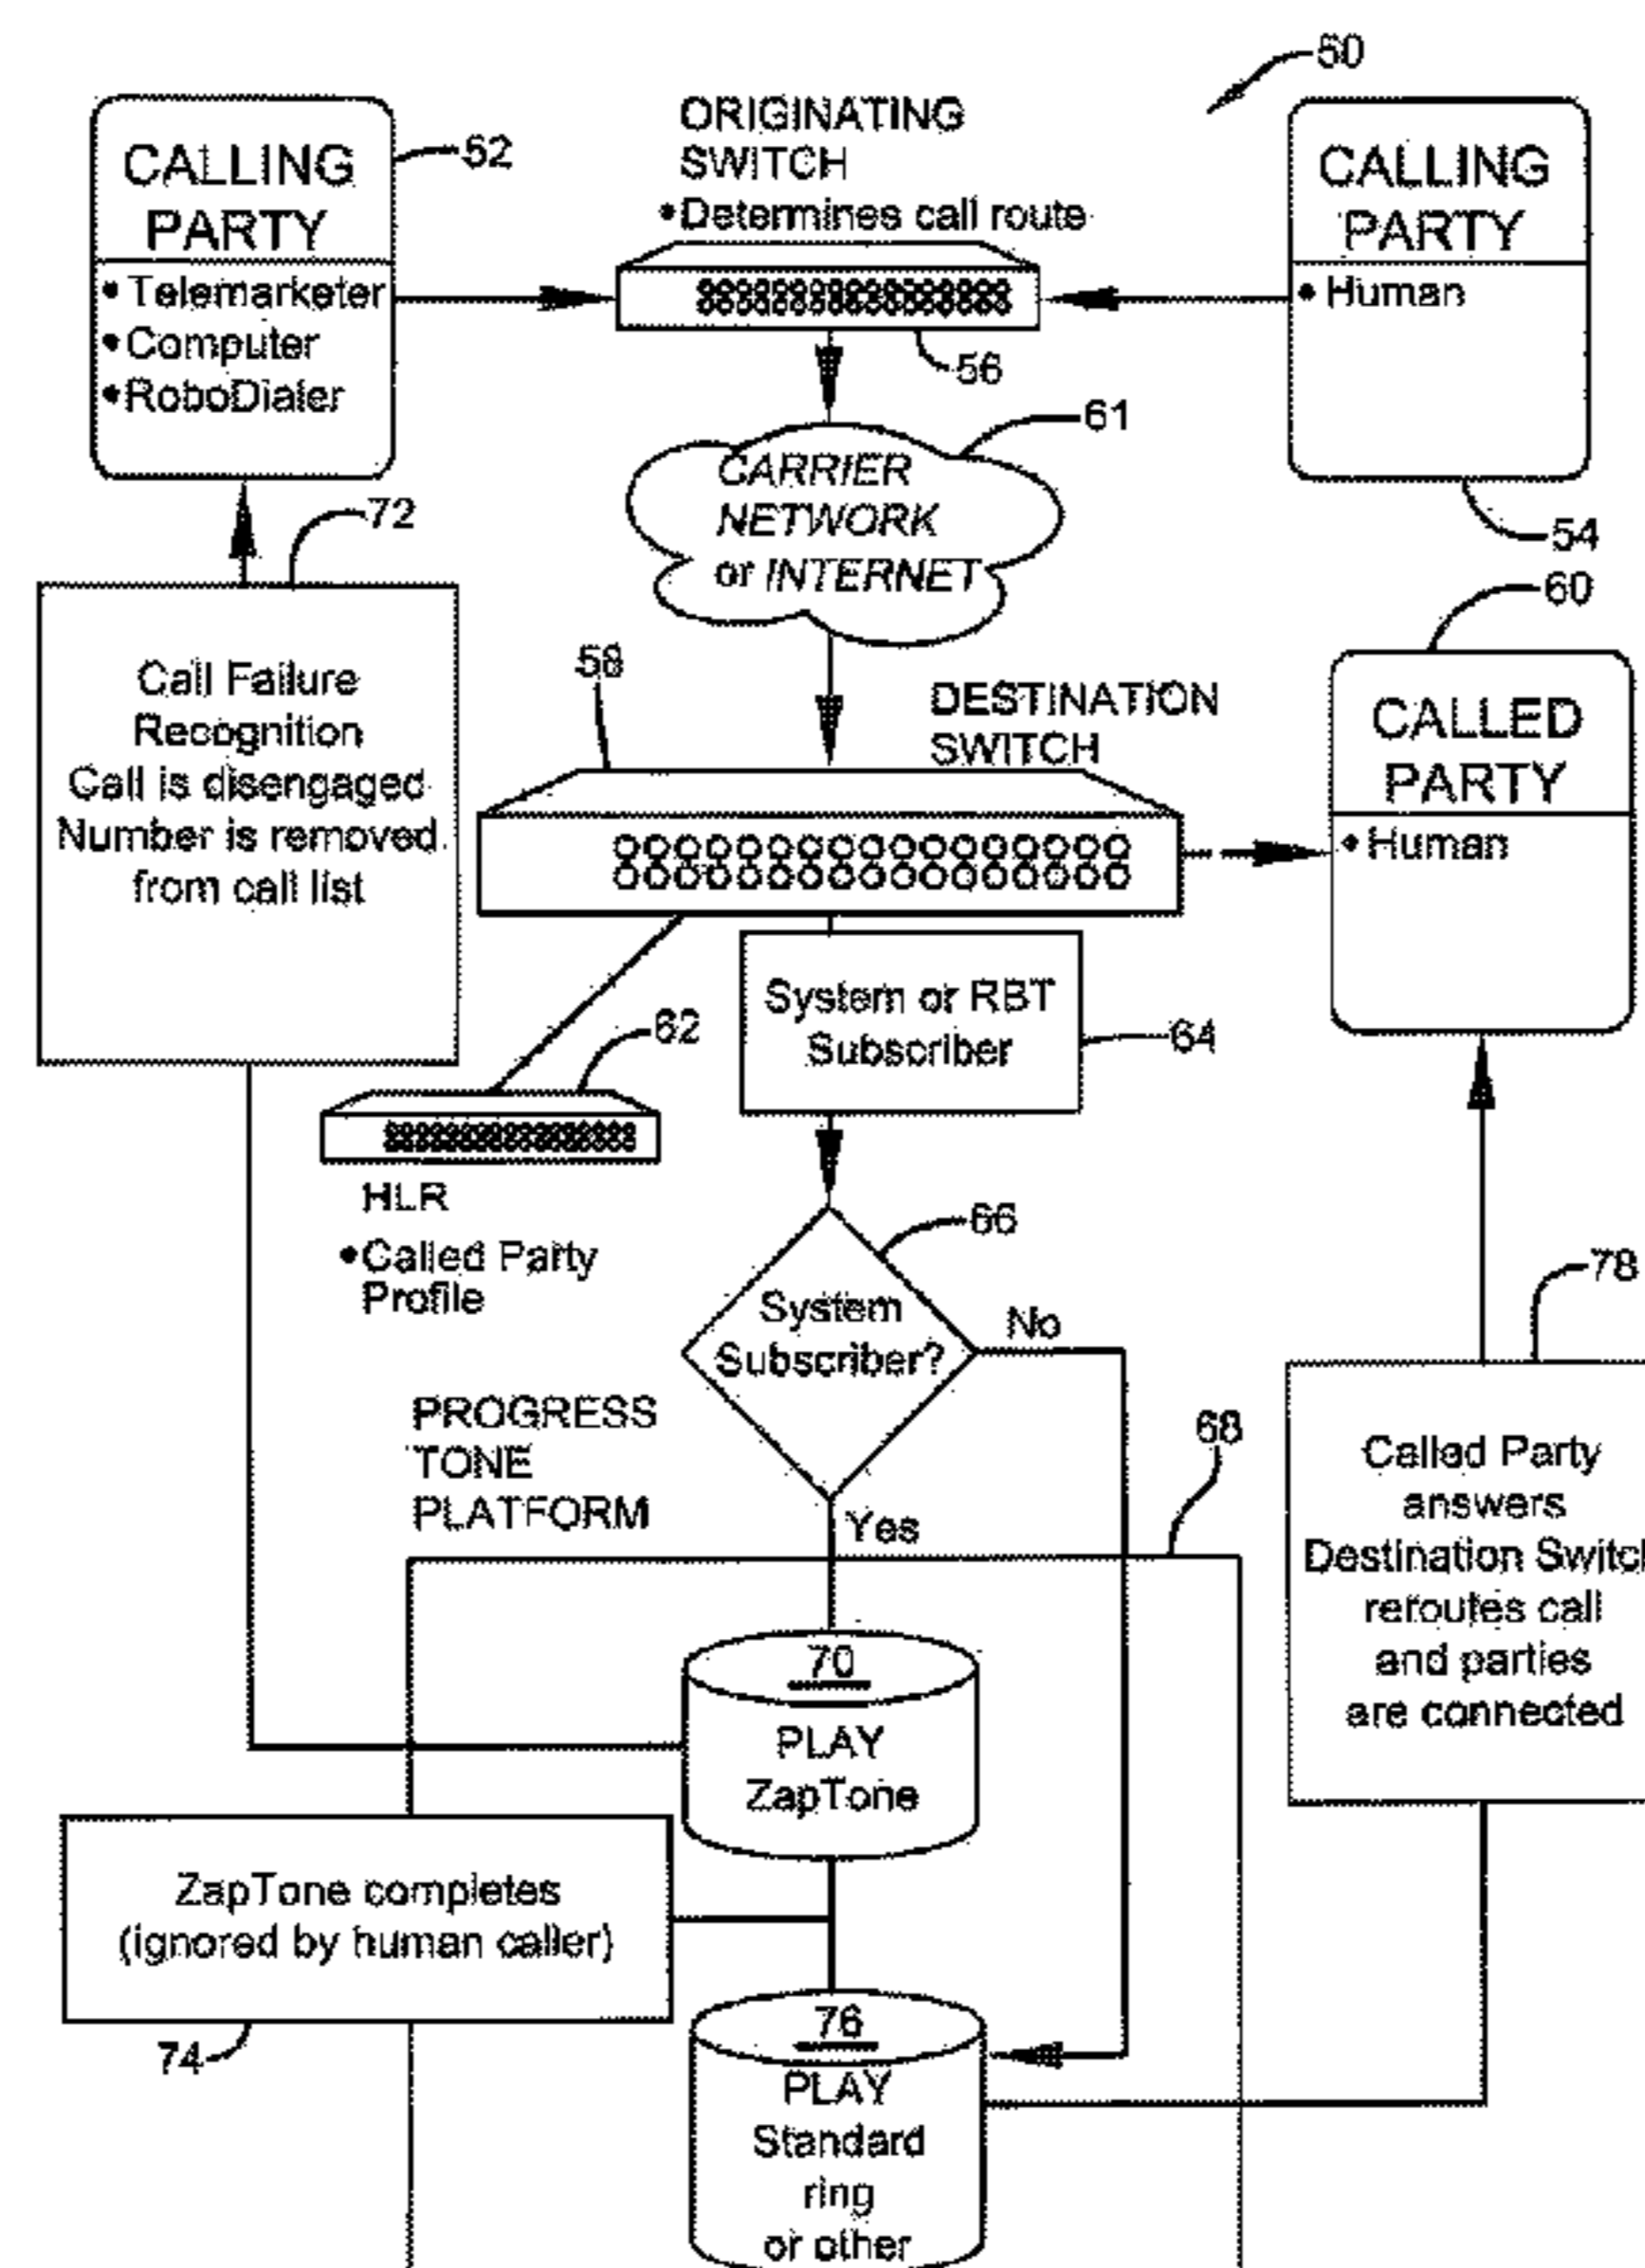 50
CALLING
PARTY
• Telemarketer
• Computer
• RoboDialer
52
ORIGINATING
SWITCH
• Determines call route
56
CALLING
PARTY
• Human
54
CARRIER
NETWORK
or INTERNET
61
72
Call Failure
Recognition
Call is disengaged
Number is removed
from call list
58
DESTINATION
SWITCH
60
CALLED
PARTY
• Human
System or RBT
Subscriber
64
62
HLR
• Called Party
Profile
66
System
Subscriber?
No
Yes
PROGRESS
TONE
PLATFORM
68
78
Called Party
answers
Destination Switch
reroutes call
and parties
are connected
70
PLAY
ZapTone
ZapTone completes
(ignored by human caller)
74
76
PLAY
Standard
ring
or other